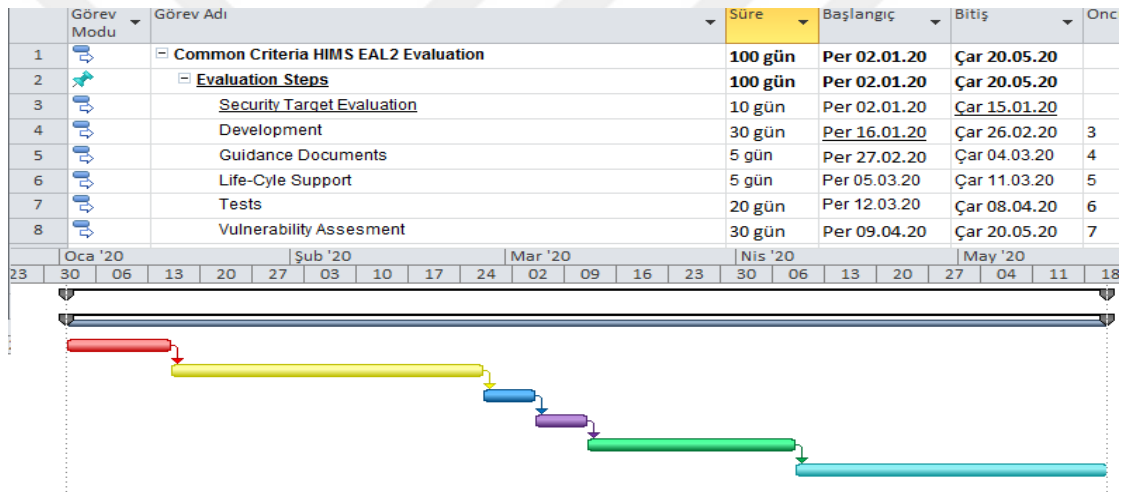 Görev Modu Görev Adı Süre Başlangıç Bitiş Önc
1 Common Criteria HIMS EAL2 Evaluation 100 gün Per 02.01.20 Çar 20.05.20
2 Evaluation Steps 100 gün Per 02.01.20 Çar 20.05.20
3 Security Target Evaluation 10 gün Per 02.01.20 Çar 15.01.20
4 Development 30 gün Per 16.01.20 Çar 26.02.20 3
5 Guidance Documents 5 gün Per 27.02.20 Çar 04.03.20 4
6 Life-Cyle Support 5 gün Per 05.03.20 Çar 11.03.20 5
7 Tests 20 gün Per 12.03.20 Çar 08.04.20 6
8 Vulnerability Assesment 30 gün Per 09.04.20 Çar 20.05.20 7
Oca '20 Şub '20 Mar '20 Nis '20 May '20
23 30 06 13 20 27 03 10 17 24 02 09 16 23 30 06 13 20 27 04 11 18